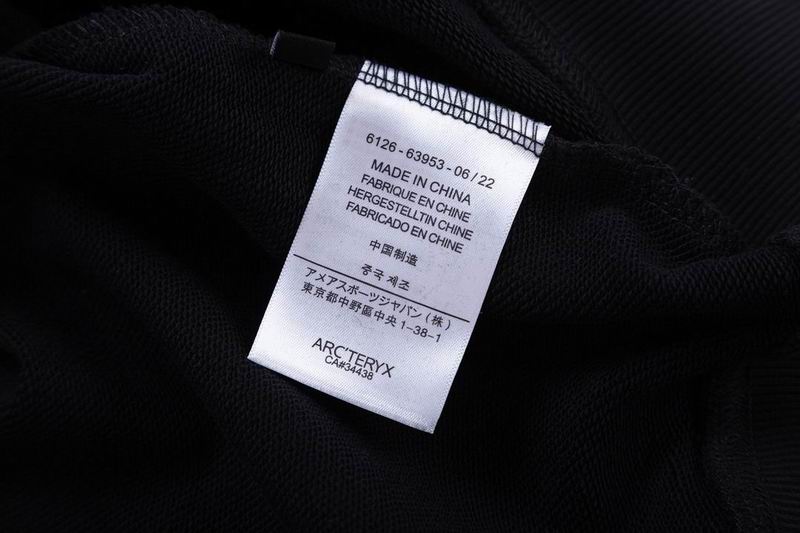 6126 - 63953 - 06 / 22
MADE IN CHINA
FABRIQUE EN CHINE
HERGESTELLTIN CHINE
FABRICADO EN CHINE
中国制造
중국 제조
アメアスポーツジャパン(株)
東京都中野區中央1-38-1
ARC'TERYX
CA#34438